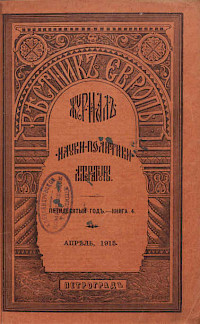 ВѢСТНИКЪ ЕВРОПЫ
ЖУРНАЛЪ
НАУКИ-ПОЛИТИКИ
ПЯТИДЕСЯТЫЙ ГОДЪ.—КНИГА 4.
АПРѢЛЬ, 1915.
ПЕТРОГРАДЪ